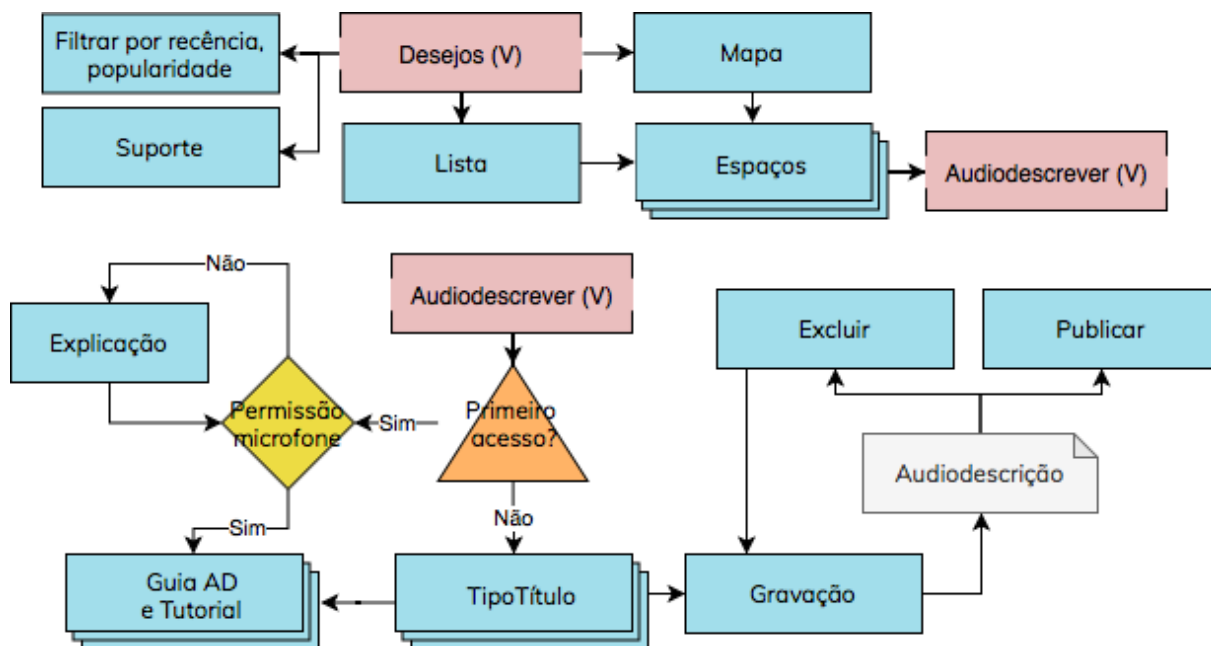 Filtrar por recência,
popularidade
Desejos (V)
Mapa
Suporte
Lista
Espaços
Audiodescrever (V)
Não
Audiodescrever (V)
Explicação
Excluir
Publicar
Permissão
microfone
Sim
Primeiro
acesso?
Audiodescrição
Sim
Não
Guia AD
e Tutorial
TipoTítulo
Gravação